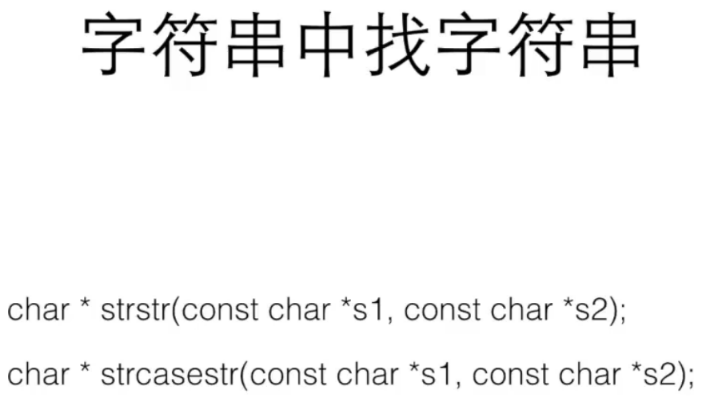 字符串中找字符串
char * strstr(const char *s1, const char *s2);
char * strcasestr(const char *s1, const char *s2);